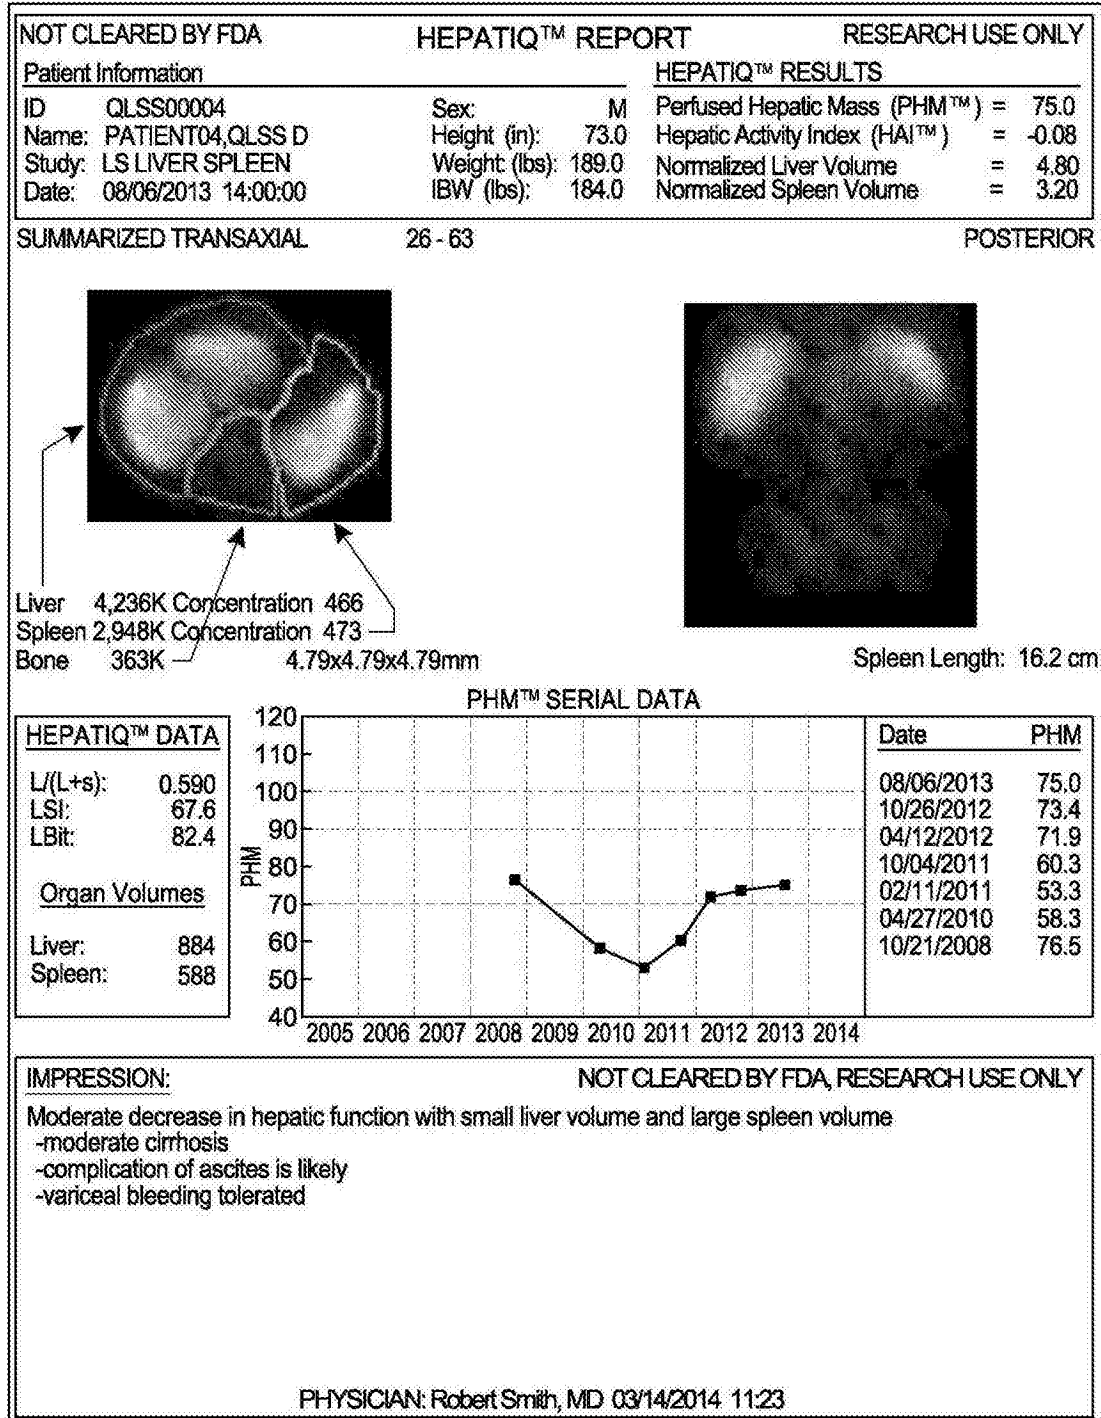 NOT CLEARED BY FDA HEPATIQ™ REPORT RESEARCH USE ONLY
Patient Information
ID QLSS00004
Name: PATIENT04,QLSS D
Study: LS LIVER SPLEEN
Date: 08/06/2013 14:00:00
Sex: M
Height (in): 73.0
Weight (lbs): 189.0
IBW (lbs): 184.0
HEPATIQ™ RESULTS
Perfused Hepatic Mass (PHM™) = 75.0
Hepatic Activity Index (HAI™) = -0.08
Normalized Liver Volume = 4.80
Normalized Spleen Volume = 3.20
SUMMARIZED TRANSAXIAL 26 - 63 POSTERIOR
Liver 4,236K Concentration 466
Spleen 2,948K Concentration 473
Bone 363K 4.79x4.79x4.79mm
Spleen Length: 16.2 cm
HEPATIQ™ DATA
L/(L+s): 0.590
LSI: 67.6
LBit: 82.4
Organ Volumes
Liver: 884
Spleen: 588
PHM™ SERIAL DATA
PHM
120
110
100
90
80
70
60
50
40
2005 2006 2007 2008 2009 2010 2011 2012 2013 2014
Date PHM
08/06/2013 75.0
10/26/2012 73.4
04/12/2012 71.9
10/04/2011 60.3
02/11/2011 53.3
04/27/2010 58.3
10/21/2008 76.5
IMPRESSION: NOT CLEARED BY FDA, RESEARCH USE ONLY
Moderate decrease in hepatic function with small liver volume and large spleen volume
-moderate cirrhosis
-complication of ascites is likely
-variceal bleeding tolerated
PHYSICIAN: Robert Smith, MD 03/14/2014 11:23